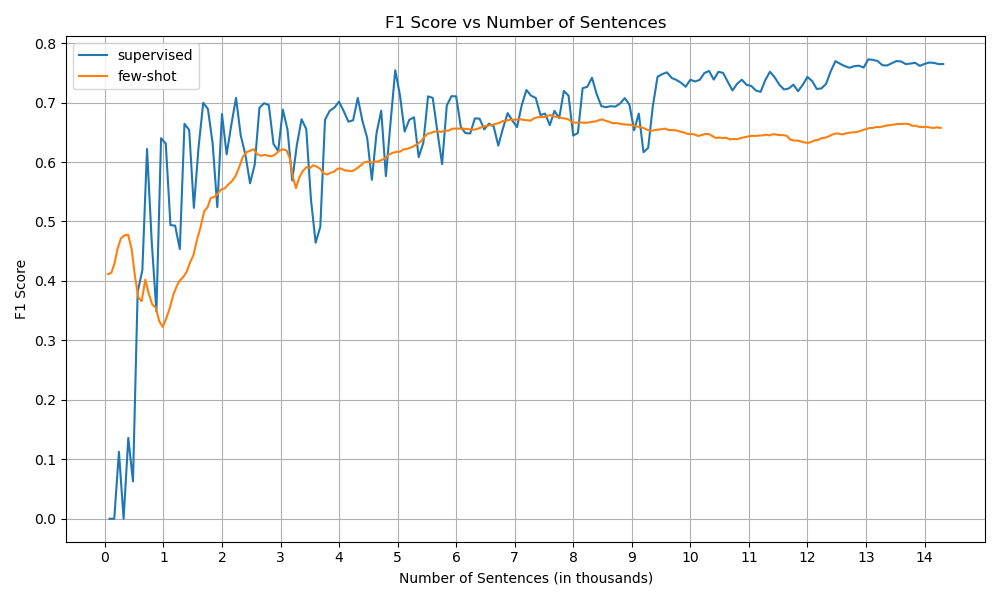 F1 Score vs Number of Sentences
supervised
few-shot
F1 Score
0.8
0.7
0.6
0.5
0.4
0.3
0.2
0.1
0.0
0 1 2 3 4 5 6 7 8 9 10 11 12 13 14
Number of Sentences (in thousands)